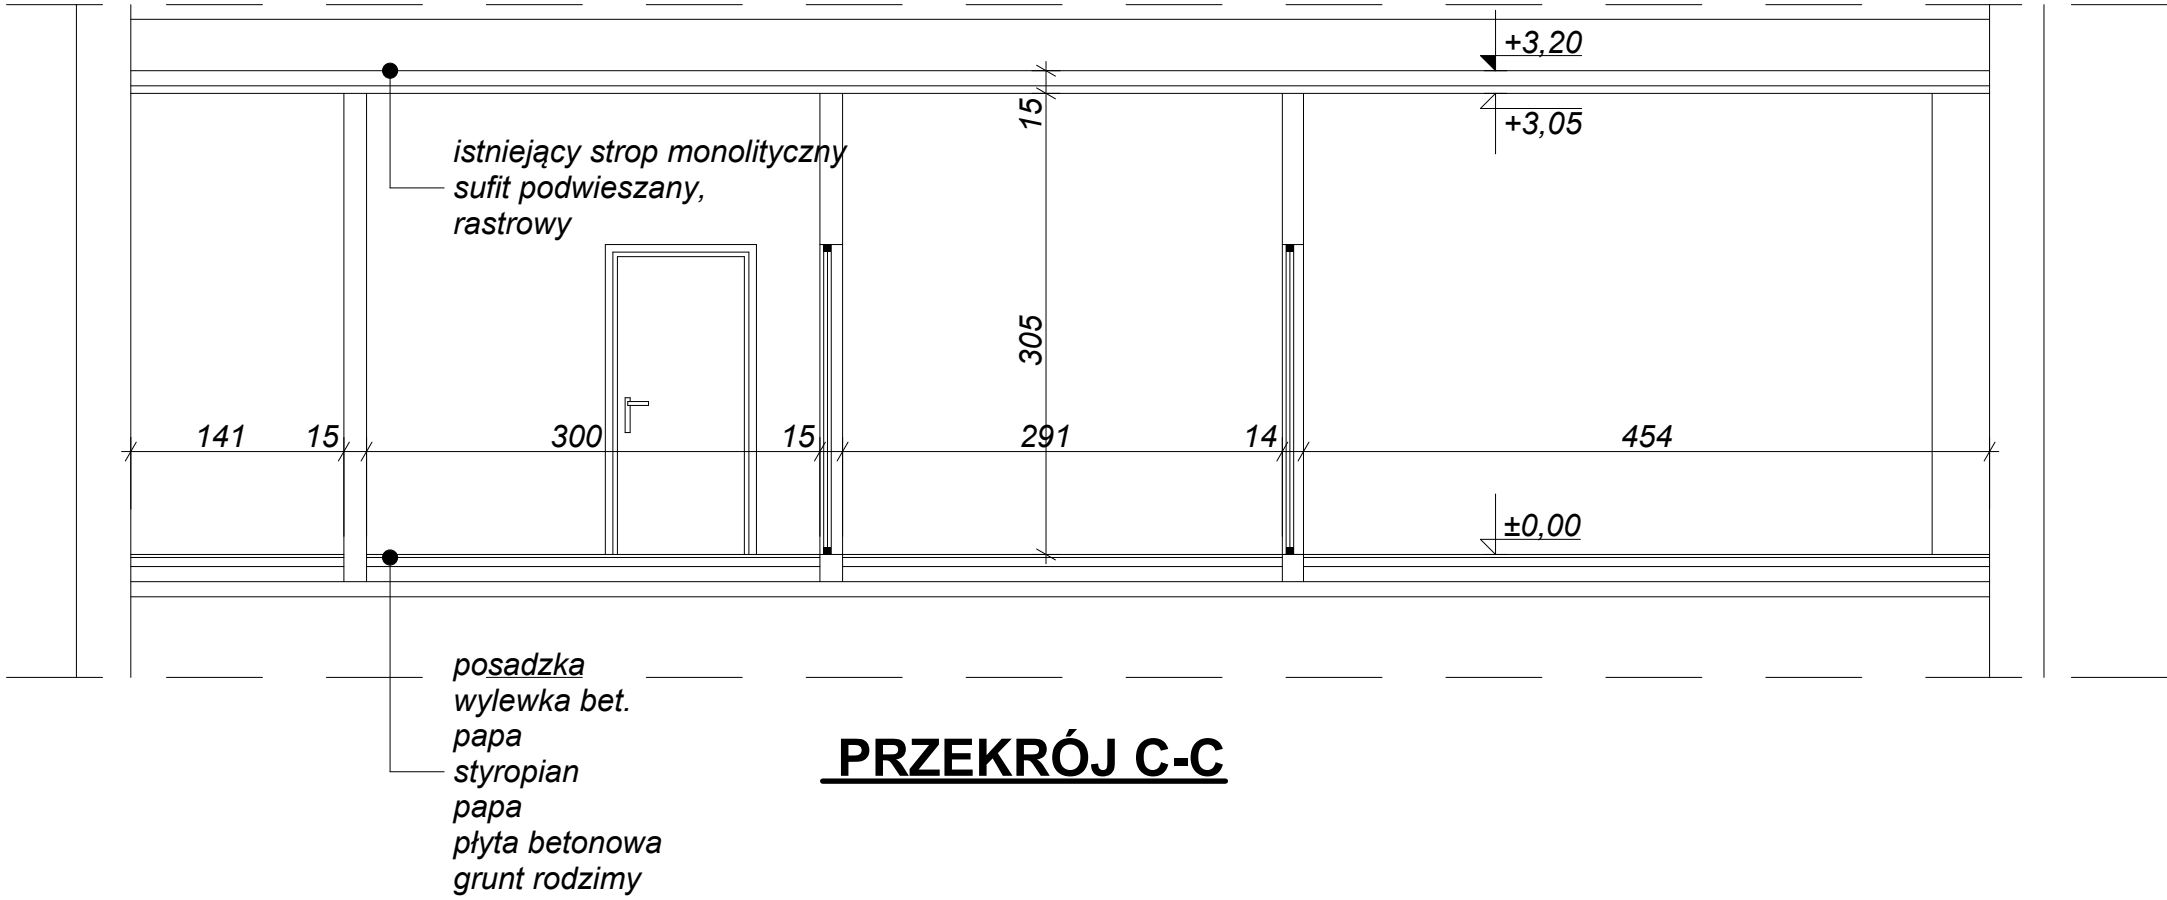 +3,20
15
+3,05
istniejący strop monolityczny
sufit podwieszany,
rastrowy
305
141 15 300 15 291 14 454
±0,00
posadzka
wylewka bet.
papa
styropian
papa
płyta betonowa
grunt rodzimy
PRZEKRÓJ C-C